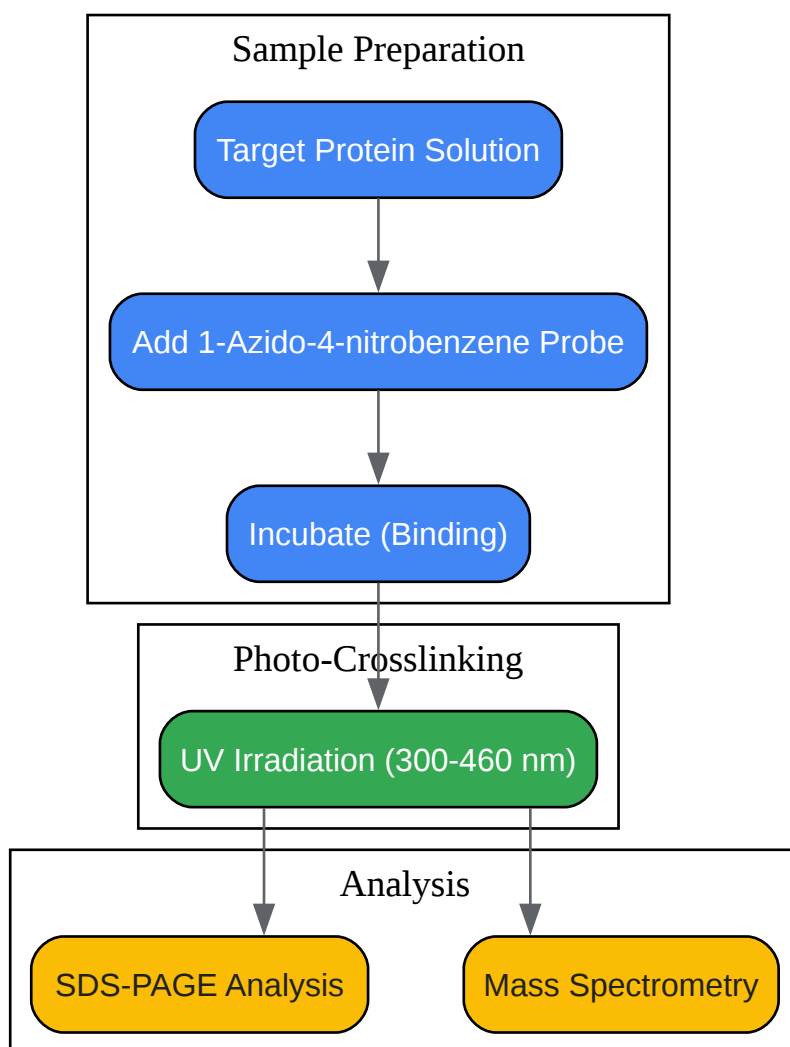 Sample Preparation
Target Protein Solution
Add 1-Azido-4-nitrobenzene Probe
Incubate (Binding)
Photo-Crosslinking
UV Irradiation (300-460 nm)
Analysis
SDS-PAGE Analysis
Mass Spectrometry